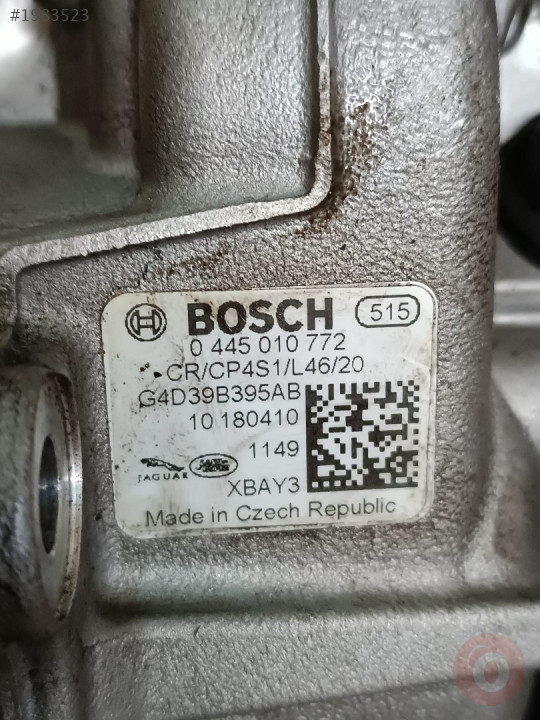 #1983523
BOSCH 515
0 445 010 772
CR/CP4S1/L46/20
G4D39B395AB
10 180410
1149
JAGUAR
XBAY3
Made in Czech Republic